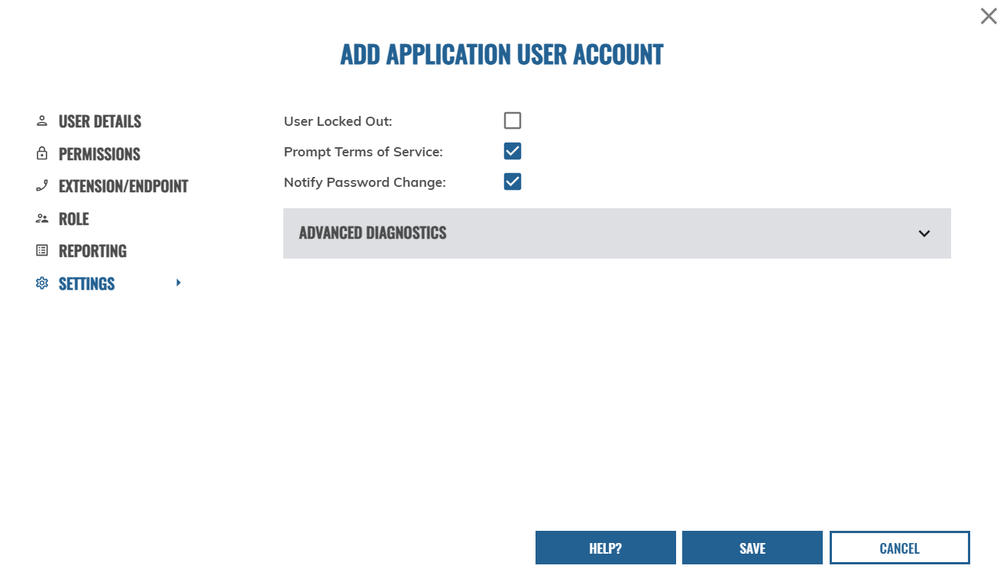 ADD APPLICATION USER ACCOUNT
USER DETAILS
PERMISSIONS
EXTENSION/ENDPOINT
ROLE
REPORTING
SETTINGS
User Locked Out:
Prompt Terms of Service:
Notify Password Change:
ADVANCED DIAGNOSTICS
HELP?
SAVE
CANCEL